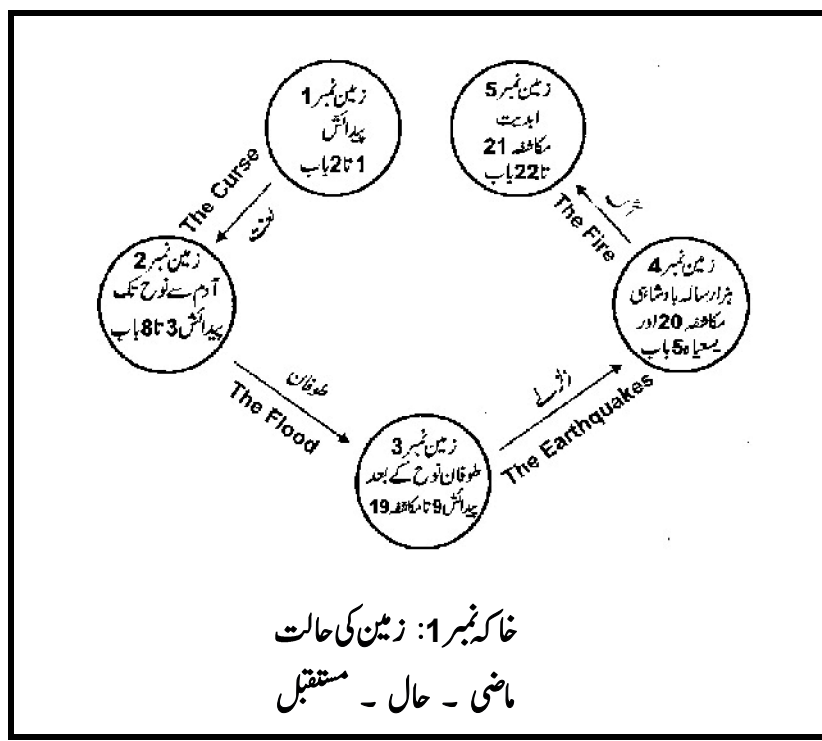 زمین نمبر 1
پیدائش
1 تا 2 باب
The Curse
لعنت
زمین نمبر 2
آدم سے نوح تک
پیدائش 3 تا 8 باب
طوفان
The Flood
زمین نمبر 3
طوفان نوح کے بعد
پیدائش 9 تا مکاشفہ 19
زلزلے
The Earthquakes
زمین نمبر 4
ہزار سالہ بادشاہی
مکاشفہ 20 اور
یسعیاہ 5 باب
The Fire
زمین نمبر 5
ابدیت
مکاشفہ 21
تا 22 باب
خاکہ نمبر 1: زمین کی حالت
ماضی ۔ حال ۔ مستقبل